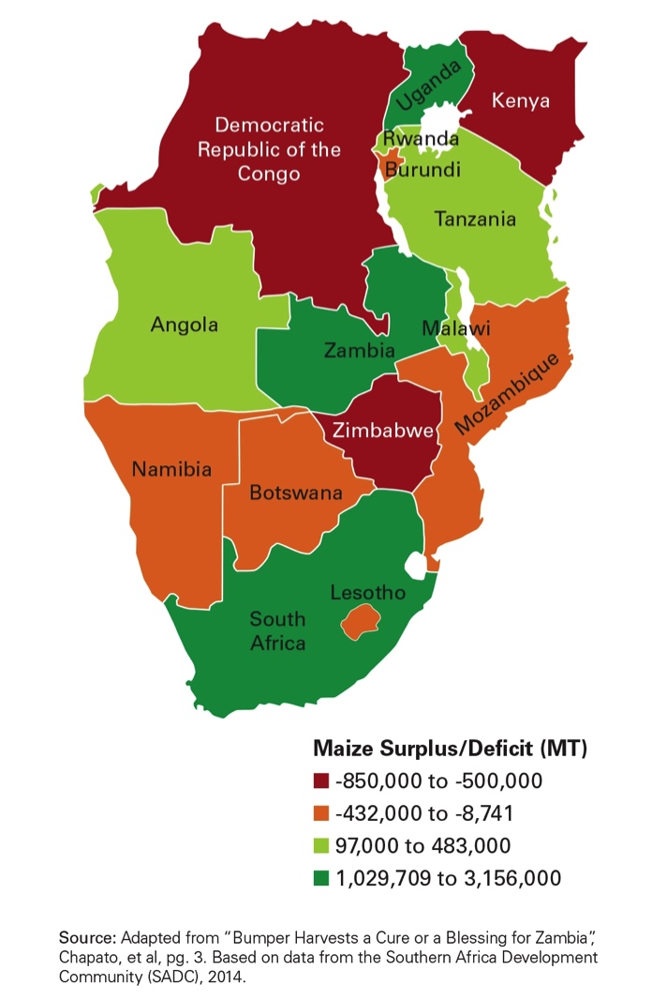 Uganda
Kenya
Democratic
Republic of the
Congo
Rwanda
Burundi
Tanzania
Angola
Malawi
Zambia
Mozambique
Zimbabwe
Namibia
Botswana
Lesotho
South
Africa
Maize Surplus/Deficit (MT)
-850,000 to -500,000
-432,000 to -8,741
97,000 to 483,000
1,029,709 to 3,156,000
Source: Adapted from “Bumper Harvests a Cure or a Blessing for Zambia”,
Chapato, et al, pg. 3. Based on data from the Southern Africa Development
Community (SADC), 2014.